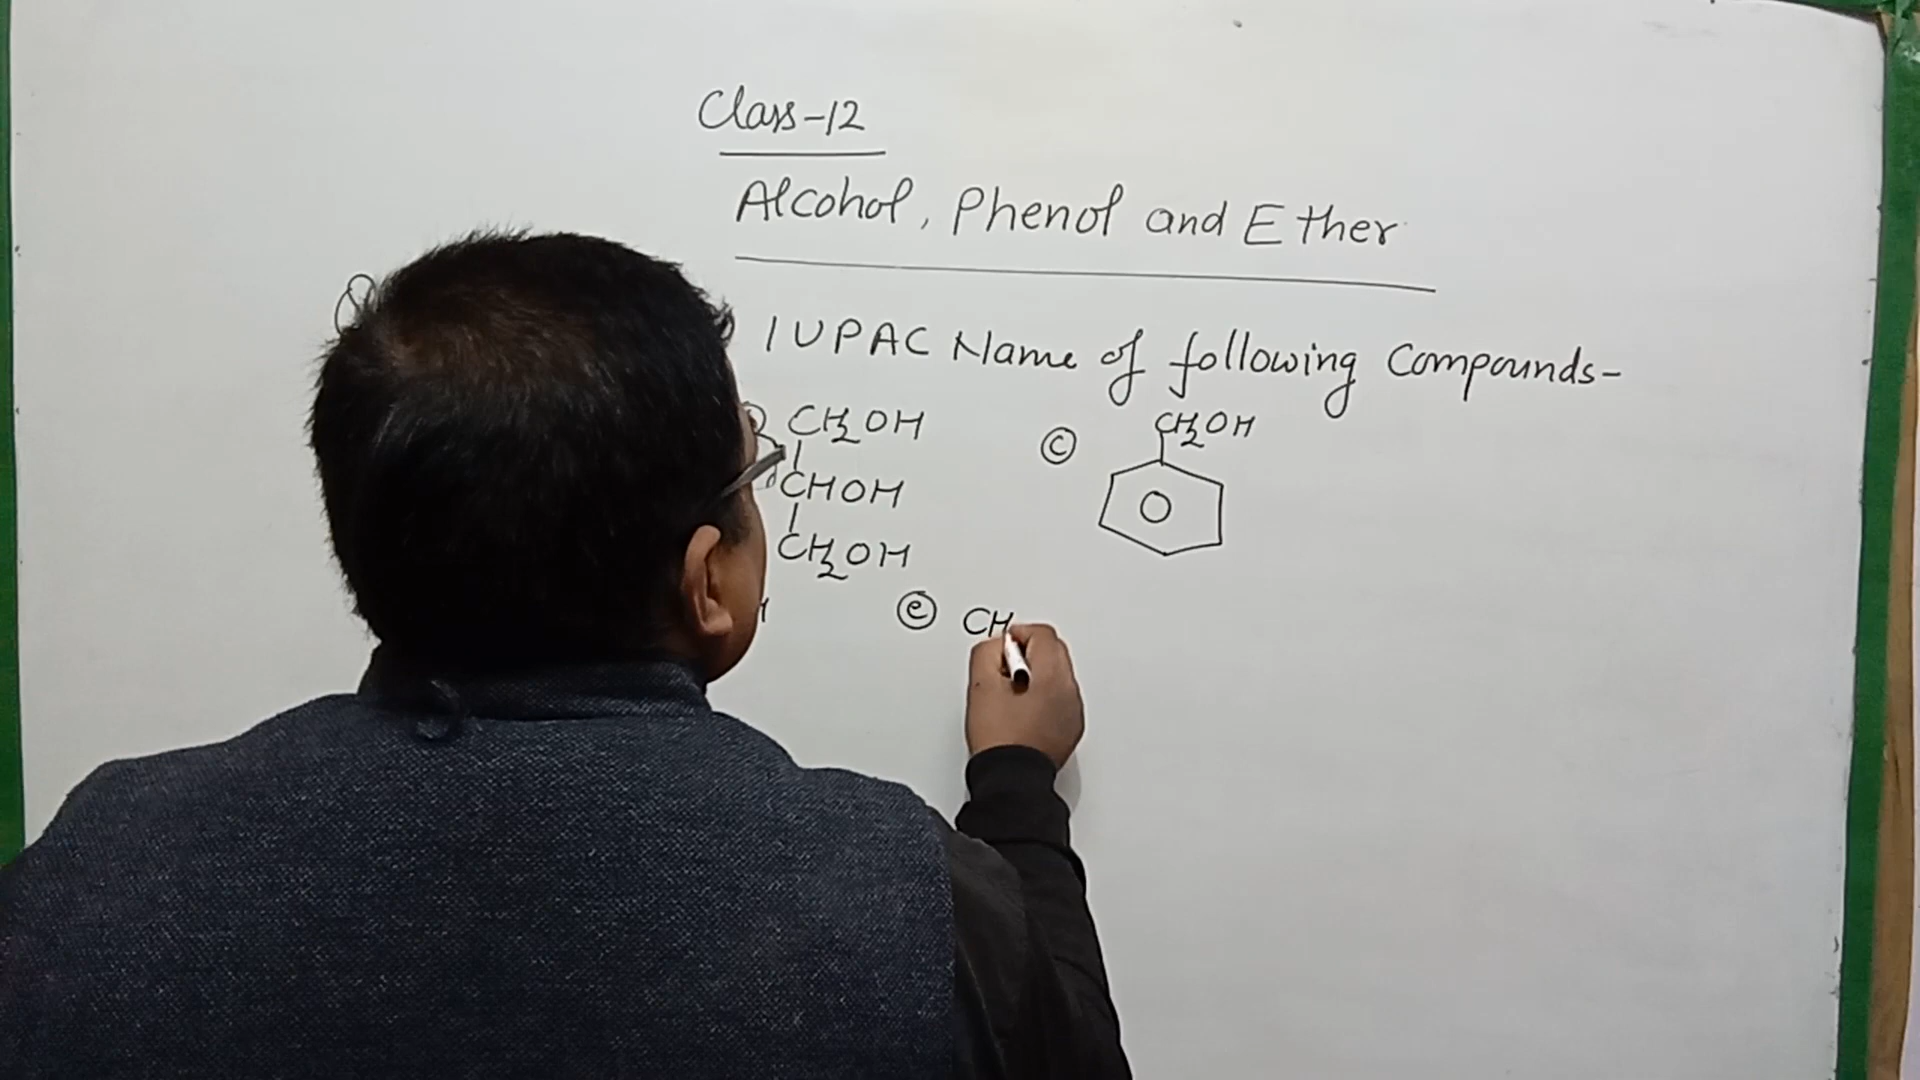 Class-12
Alcohol, Phenol and Ether
IUPAC Name of following Compounds-
CH2OH
CHOH
CH2OH
(c) CH2OH
(e) CH